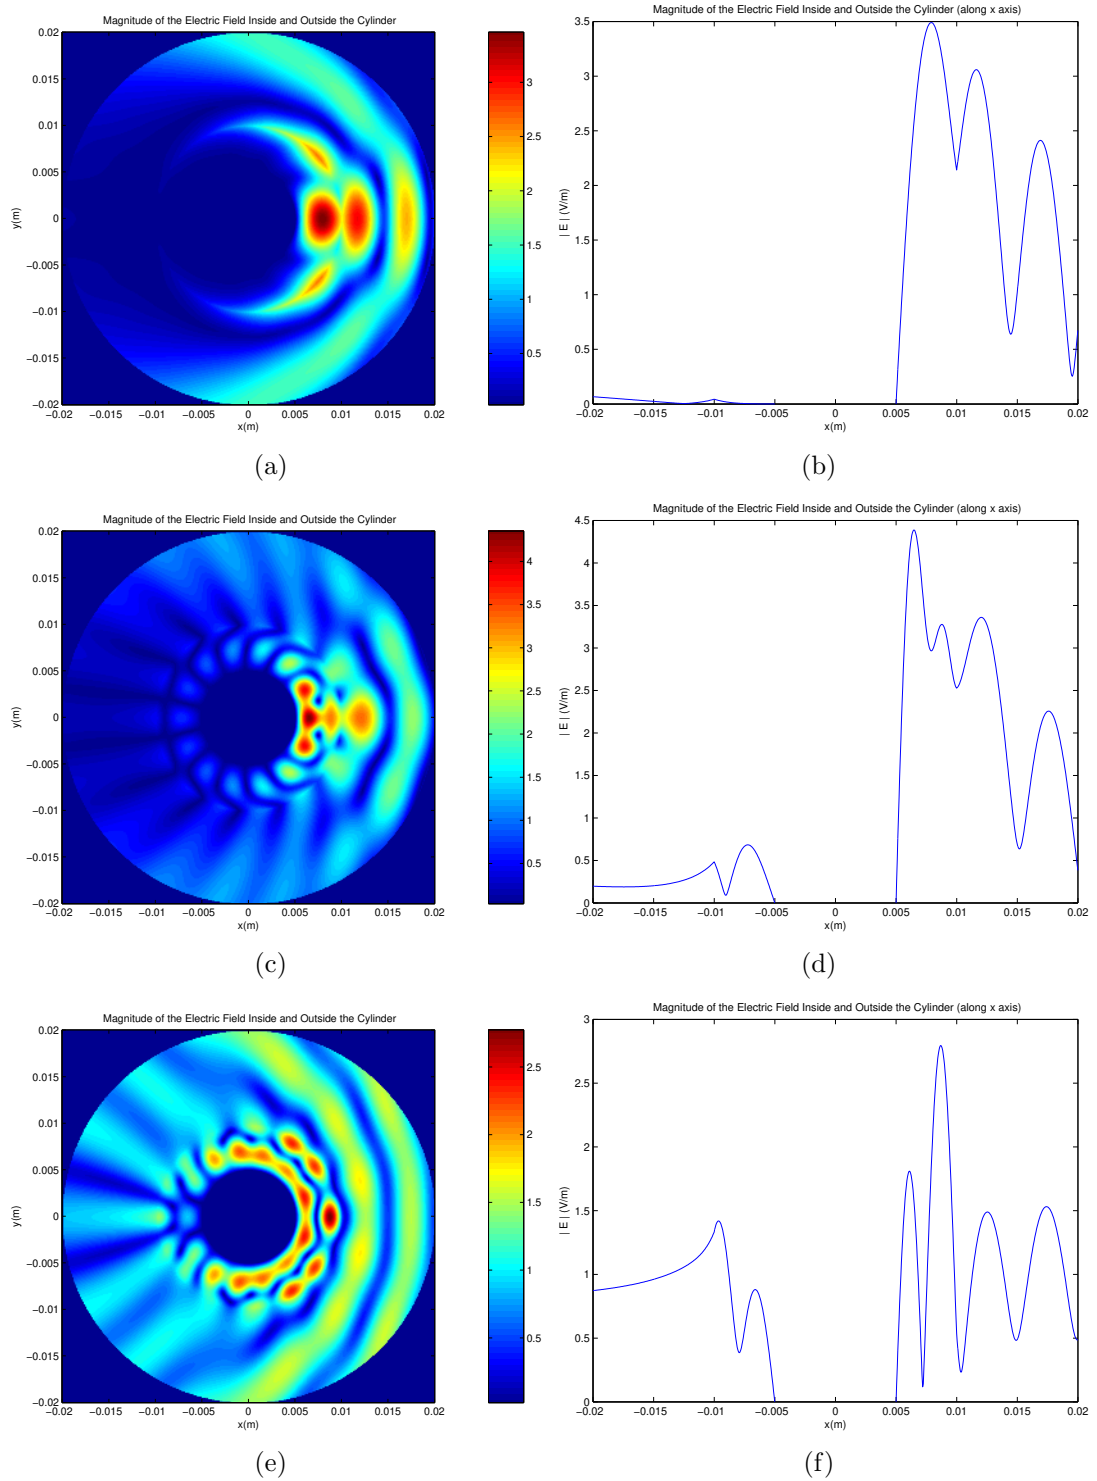 Magnitude of the Electric Field Inside and Outside the Cylinder
0.02
0.015
0.01
0.005
0
−0.005
−0.01
−0.015
−0.02
y(m)
−0.02 −0.015 −0.01 −0.005 0 0.005 0.01 0.015 0.02
x(m)
3
2.5
2
1.5
1
0.5
(a)
Magnitude of the Electric Field Inside and Outside the Cylinder (along x axis)
3.5
3
2.5
2
1.5
1
0.5
0
| E | (V/m)
−0.02 −0.015 −0.01 −0.005 0 0.005 0.01 0.015 0.02
x(m)
(b)
Magnitude of the Electric Field Inside and Outside the Cylinder
0.02
0.015
0.01
0.005
0
−0.005
−0.01
−0.015
−0.02
y(m)
−0.02 −0.015 −0.01 −0.005 0 0.005 0.01 0.015 0.02
x(m)
4
3.5
3
2.5
2
1.5
1
0.5
(c)
Magnitude of the Electric Field Inside and Outside the Cylinder (along x axis)
4.5
4
3.5
3
2.5
2
1.5
1
0.5
0
| E | (V/m)
−0.02 −0.015 −0.01 −0.005 0 0.005 0.01 0.015 0.02
x(m)
(d)
Magnitude of the Electric Field Inside and Outside the Cylinder
0.02
0.015
0.01
0.005
0
−0.005
−0.01
−0.015
−0.02
y(m)
−0.02 −0.015 −0.01 −0.005 0 0.005 0.01 0.015 0.02
x(m)
2.5
2
1.5
1
0.5
(e)
Magnitude of the Electric Field Inside and Outside the Cylinder (along x axis)
3
2.5
2
1.5
1
0.5
0
| E | (V/m)
−0.02 −0.015 −0.01 −0.005 0 0.005 0.01 0.015 0.02
x(m)
(f)